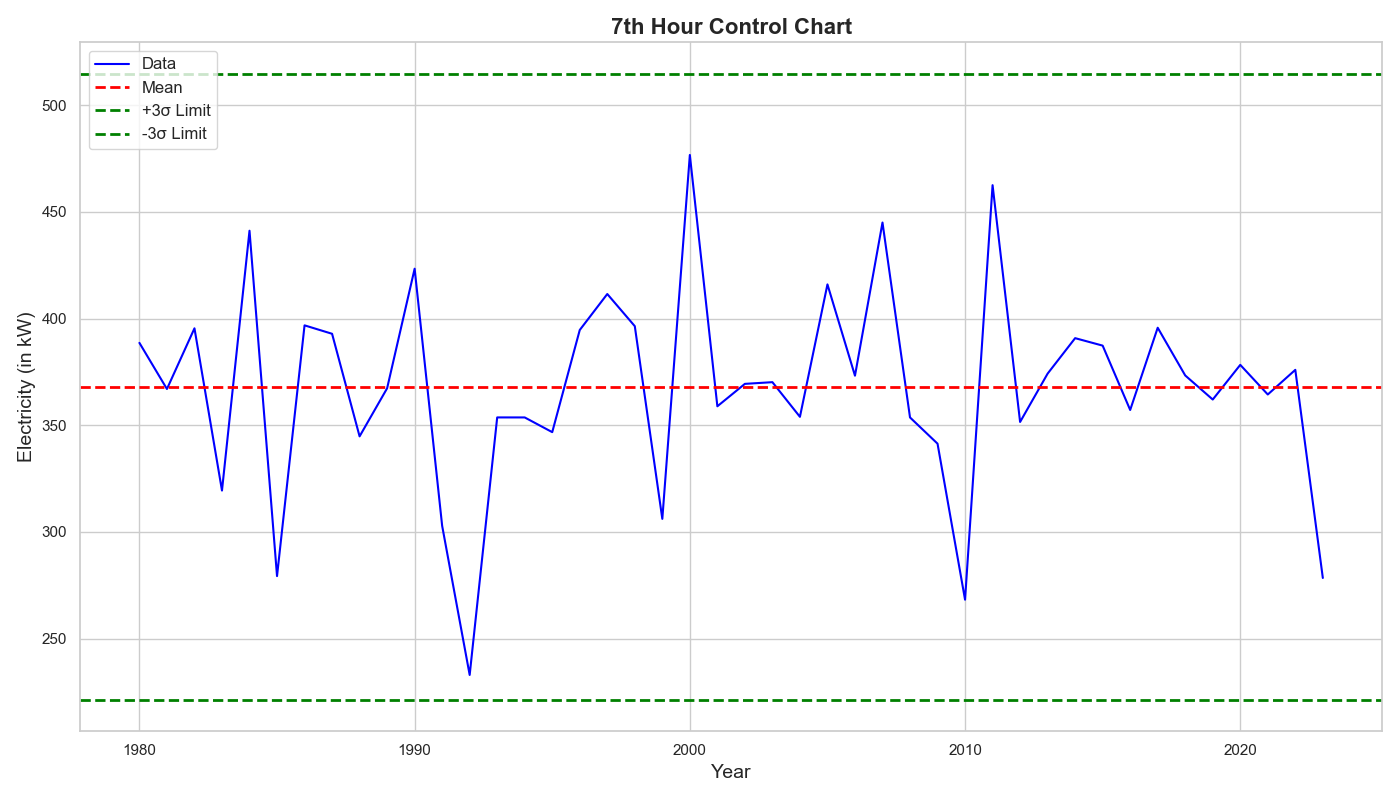 7th Hour Control Chart
Data
Mean
+3σ Limit
-3σ Limit
500
450
400
350
300
250
Electricity (in kW)
1980
1990
2000
2010
2020
Year